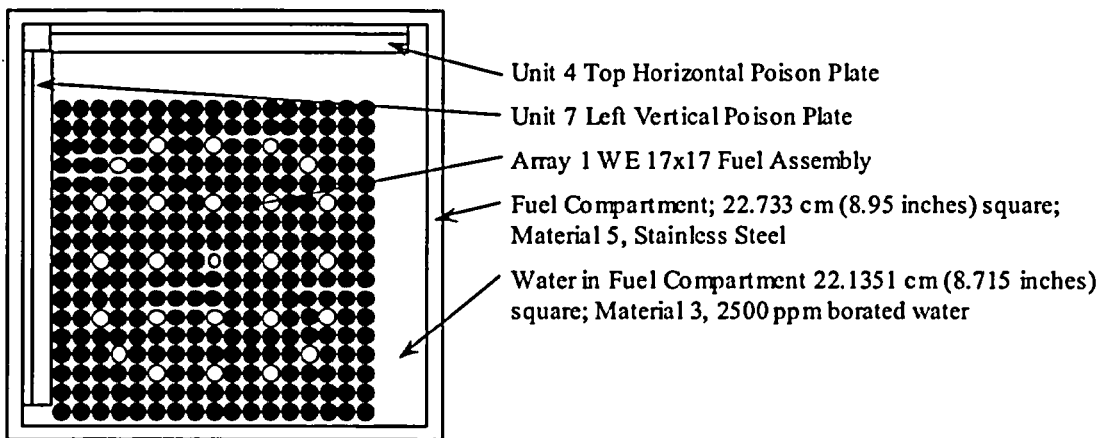 Unit 4 Top Horizontal Poison Plate
Unit 7 Left Vertical Poison Plate
Array 1 WE 17x17 Fuel Assembly
Fuel Compartment; 22.733 cm (8.95 inches) square;
Material 5, Stainless Steel
Water in Fuel Compartment 22.1351 cm (8.715 inches)
square; Material 3, 2500 ppm borated water